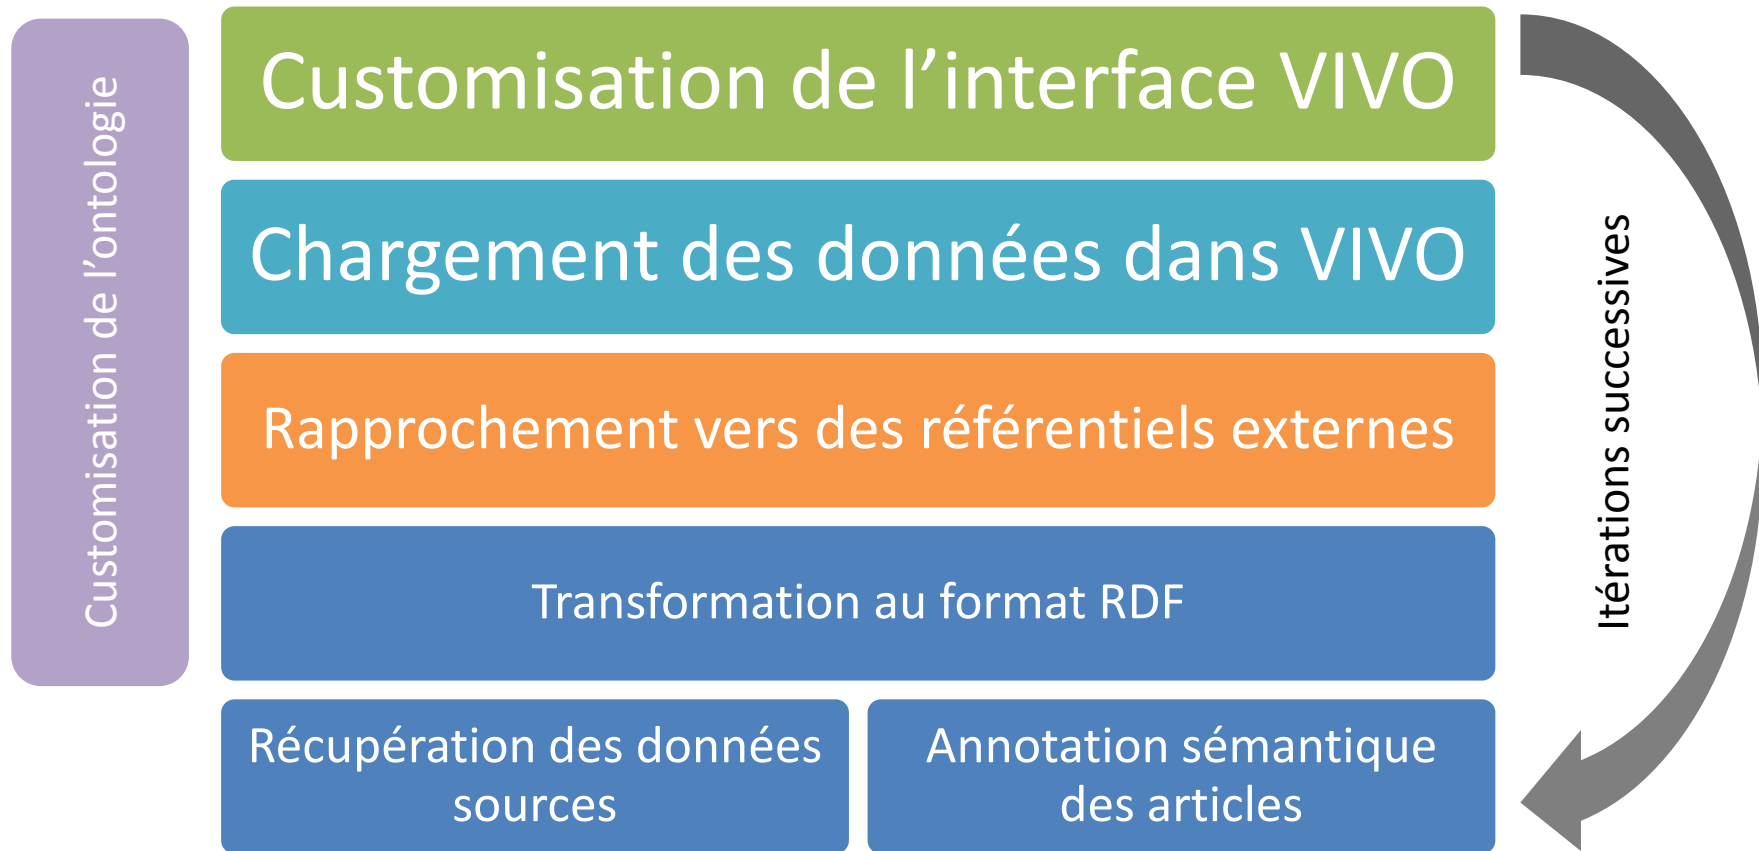 Customisation de l'ontologie
Customisation de l’interface VIVO
Chargement des données dans VIVO
Rapprochement vers des référentiels externes
Transformation au format RDF
Récupération des données
sources
Annotation sémantique
des articles
Itérations successives